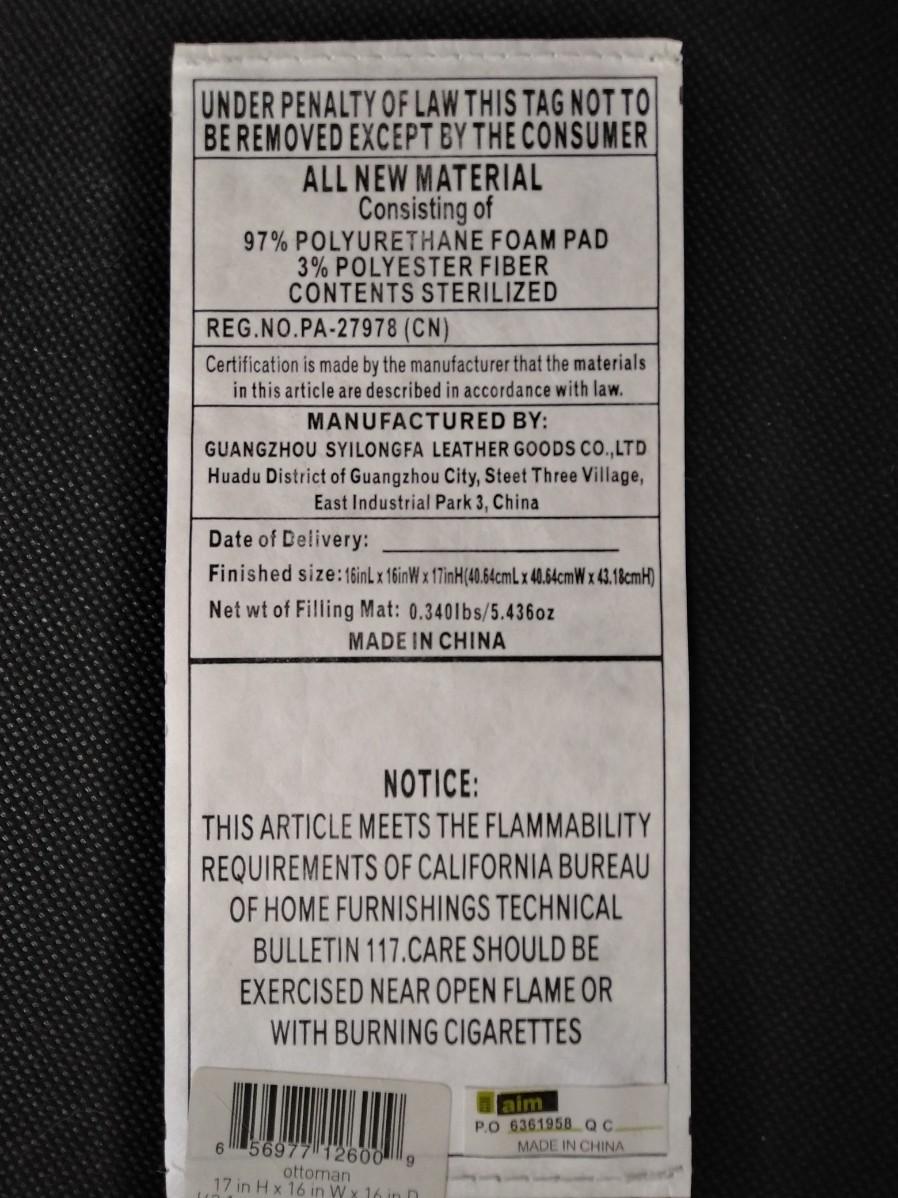 UNDER PENALTY OF LAW THIS TAG NOT TO
BE REMOVED EXCEPT BY THE CONSUMER
ALL NEW MATERIAL
Consisting of
97% POLYURETHANE FOAM PAD
3% POLYESTER FIBER
CONTENTS STERILIZED
REG.NO.PA-27978 (CN)
Certification is made by the manufacturer that the materials
in this article are described in accordance with law.
MANUFACTURED BY:
GUANGZHOU SYILONGFA LEATHER GOODS CO.,LTD
Huadu District of Guangzhou City, Steet Three Village,
East Industrial Park 3, China
Date of Delivery:
Finished size:16inL x 16inW x 17inH(40.64cmL x 40.64cmW x 43.18cmH)
Net wt of Filling Mat: 0.340lbs/5.436oz
MADE IN CHINA
NOTICE:
THIS ARTICLE MEETS THE FLAMMABILITY
REQUIREMENTS OF CALIFORNIA BUREAU
OF HOME FURNISHINGS TECHNICAL
BULLETIN 117.CARE SHOULD BE
EXERCISED NEAR OPEN FLAME OR
WITH BURNING CIGARETTES
6 56977 12600 9
ottoman
17 in H x 16 in W x 16 in D
aim
P.O 6361958 Q C
MADE IN CHINA